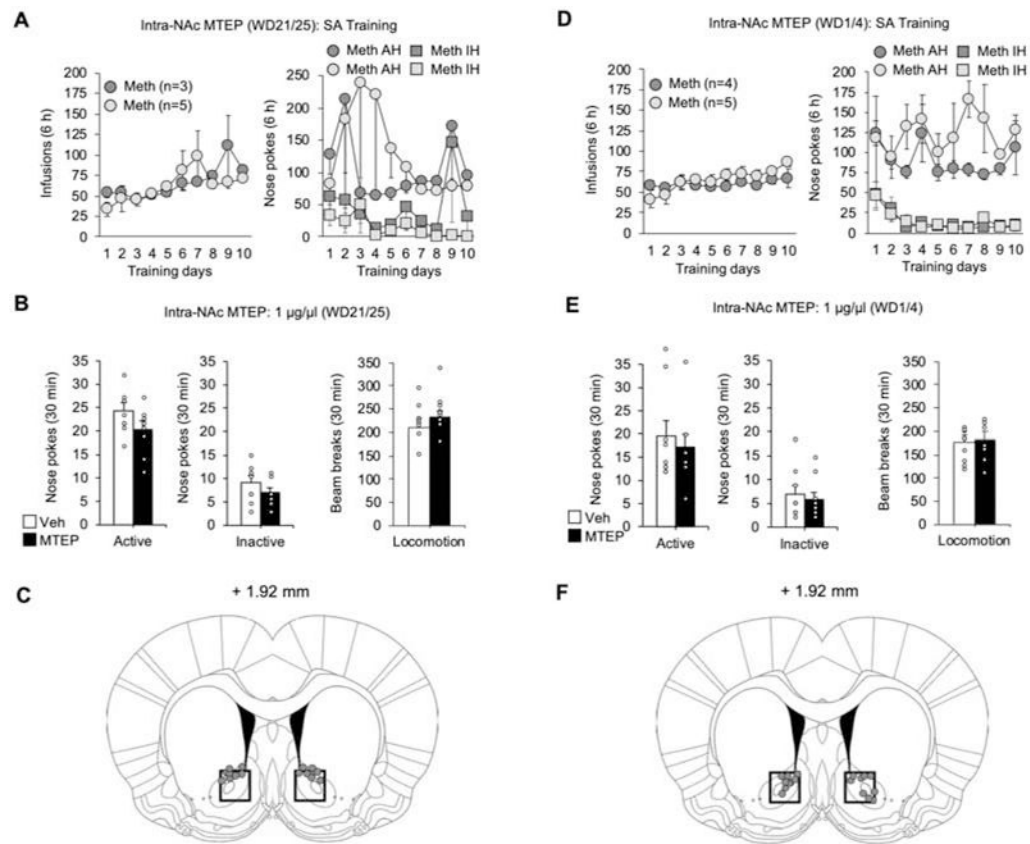 A
Intra-NAc MTEP (WD21/25): SA Training
Meth AH Meth IH
Meth AH Meth IH
Infusions (6 h)
200
175
150
125
100
75
50
25
0
Meth (n=3)
Meth (n=5)
1 2 3 4 5 6 7 8 9 10
Training days
Nose pokes (6 h)
250
200
150
100
50
0
1 2 3 4 5 6 7 8 9 10
Training days
D
Intra-NAc MTEP (WD1/4): SA Training
Meth AH Meth IH
Meth AH Meth IH
Infusions (6 h)
200
175
150
125
100
75
50
25
0
Meth (n=4)
Meth (n=5)
1 2 3 4 5 6 7 8 9 10
Training days
Nose pokes (6 h)
200
175
150
125
100
75
50
25
0
1 2 3 4 5 6 7 8 9 10
Training days
B
Intra-NAc MTEP: 1 µg/µl (WD21/25)
Nose pokes (30 min)
35
30
25
20
15
10
5
0
Veh
MTEP
Active
Nose pokes (30 min)
35
30
25
20
15
10
5
0
Inactive
Beam breaks (30 min)
350
300
250
200
150
100
50
0
Locomotion
E
Intra-NAc MTEP: 1 µg/µl (WD1/4)
Nose pokes (30 min)
35
30
25
20
15
10
5
0
Veh
MTEP
Active
Nose pokes (30 min)
35
30
25
20
15
10
5
0
Inactive
Beam breaks (30 min)
350
300
250
200
150
100
50
0
Locomotion
C
+ 1.92 mm
F
+ 1.92 mm